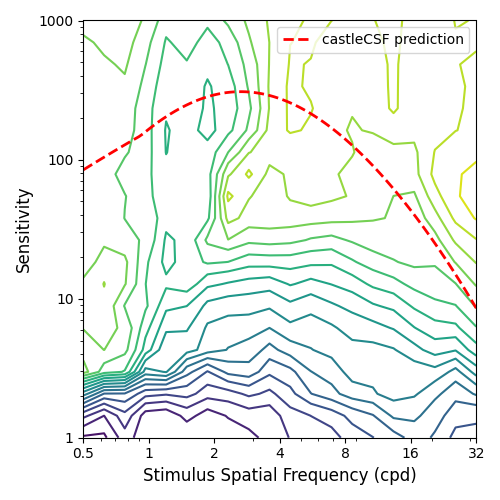 1000
castleCSF prediction
100
10
1
Sensitivity
0.5 1 2 4 8 16 32
Stimulus Spatial Frequency (cpd)